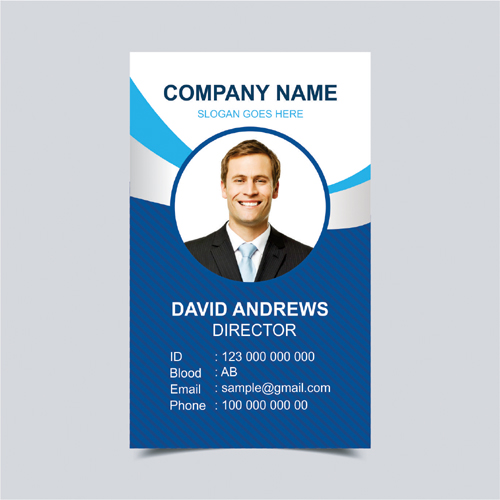 COMPANY NAME
SLOGAN GOES HERE
DAVID ANDREWS
DIRECTOR
ID : 123 000 000 000
Blood : AB
Email : sample@gmail.com
Phone : 100 000 000 00